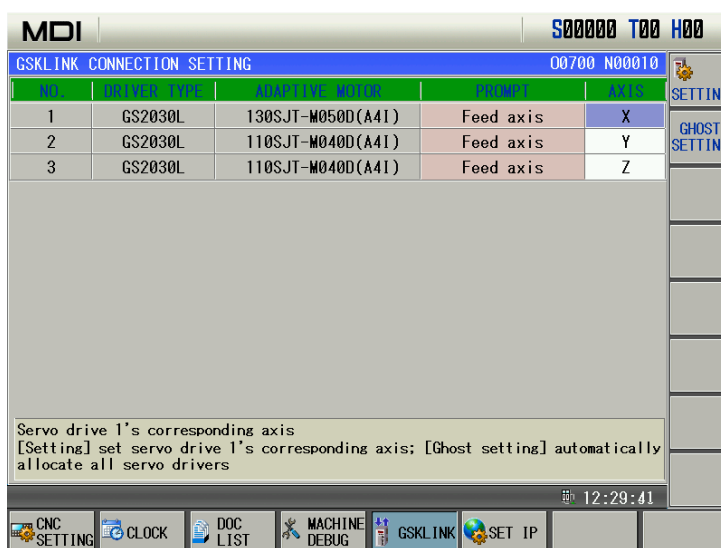 MDI S00000 T00 H00
GSKLINK CONNECTION SETTING O0700 N00010
NO. DRIVER TYPE ADAPTIVE MOTOR PROMPT AXIS
1 GS2030L 130SJT-M050D(A4I) Feed axis X
2 GS2030L 110SJT-M040D(A4I) Feed axis Y
3 GS2030L 110SJT-M040D(A4I) Feed axis Z
SETTIN
GHOST
SETTIN
Servo drive 1's corresponding axis
[Setting] set servo drive 1's corresponding axis; [Ghost setting] automatically
allocate all servo drivers
12:29:41
CNC
SETTING
CLOCK
DOC
LIST
MACHINE
DEBUG
GSKLINK
SET IP